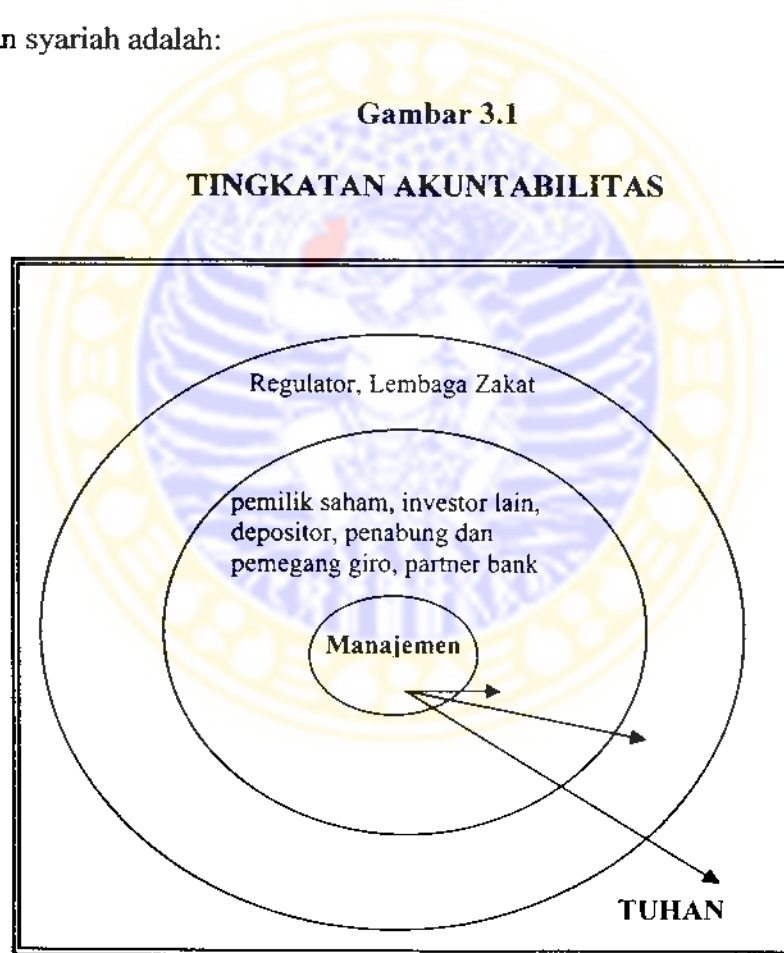 n syariah adalah:
Gambar 3.1
TINGKATAN AKUNTABILITAS
Regulator, Lembaga Zakat
pemilik saham, investor lain,
depositor, penabung dan
pemegang giro, partner bank
Manajemen
TUHAN